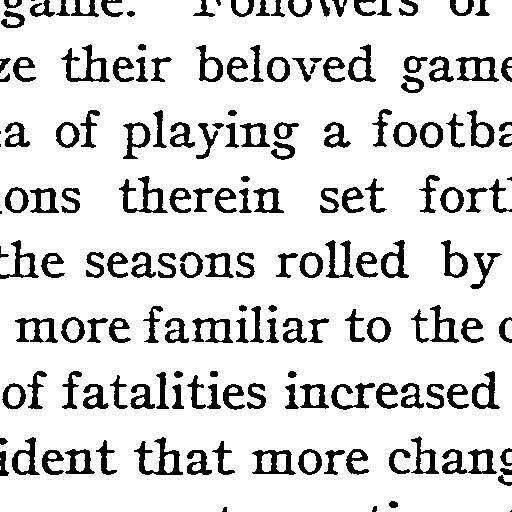 game. Followers of
ze their beloved game
a of playing a footba
ions therein set forth
the seasons rolled by
more familiar to the
of fatalities increased
ident that more chang